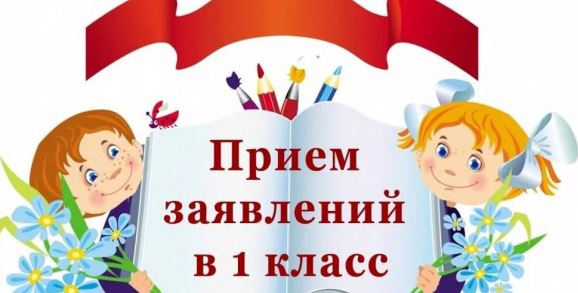 Прием
заявлений
в 1 класс